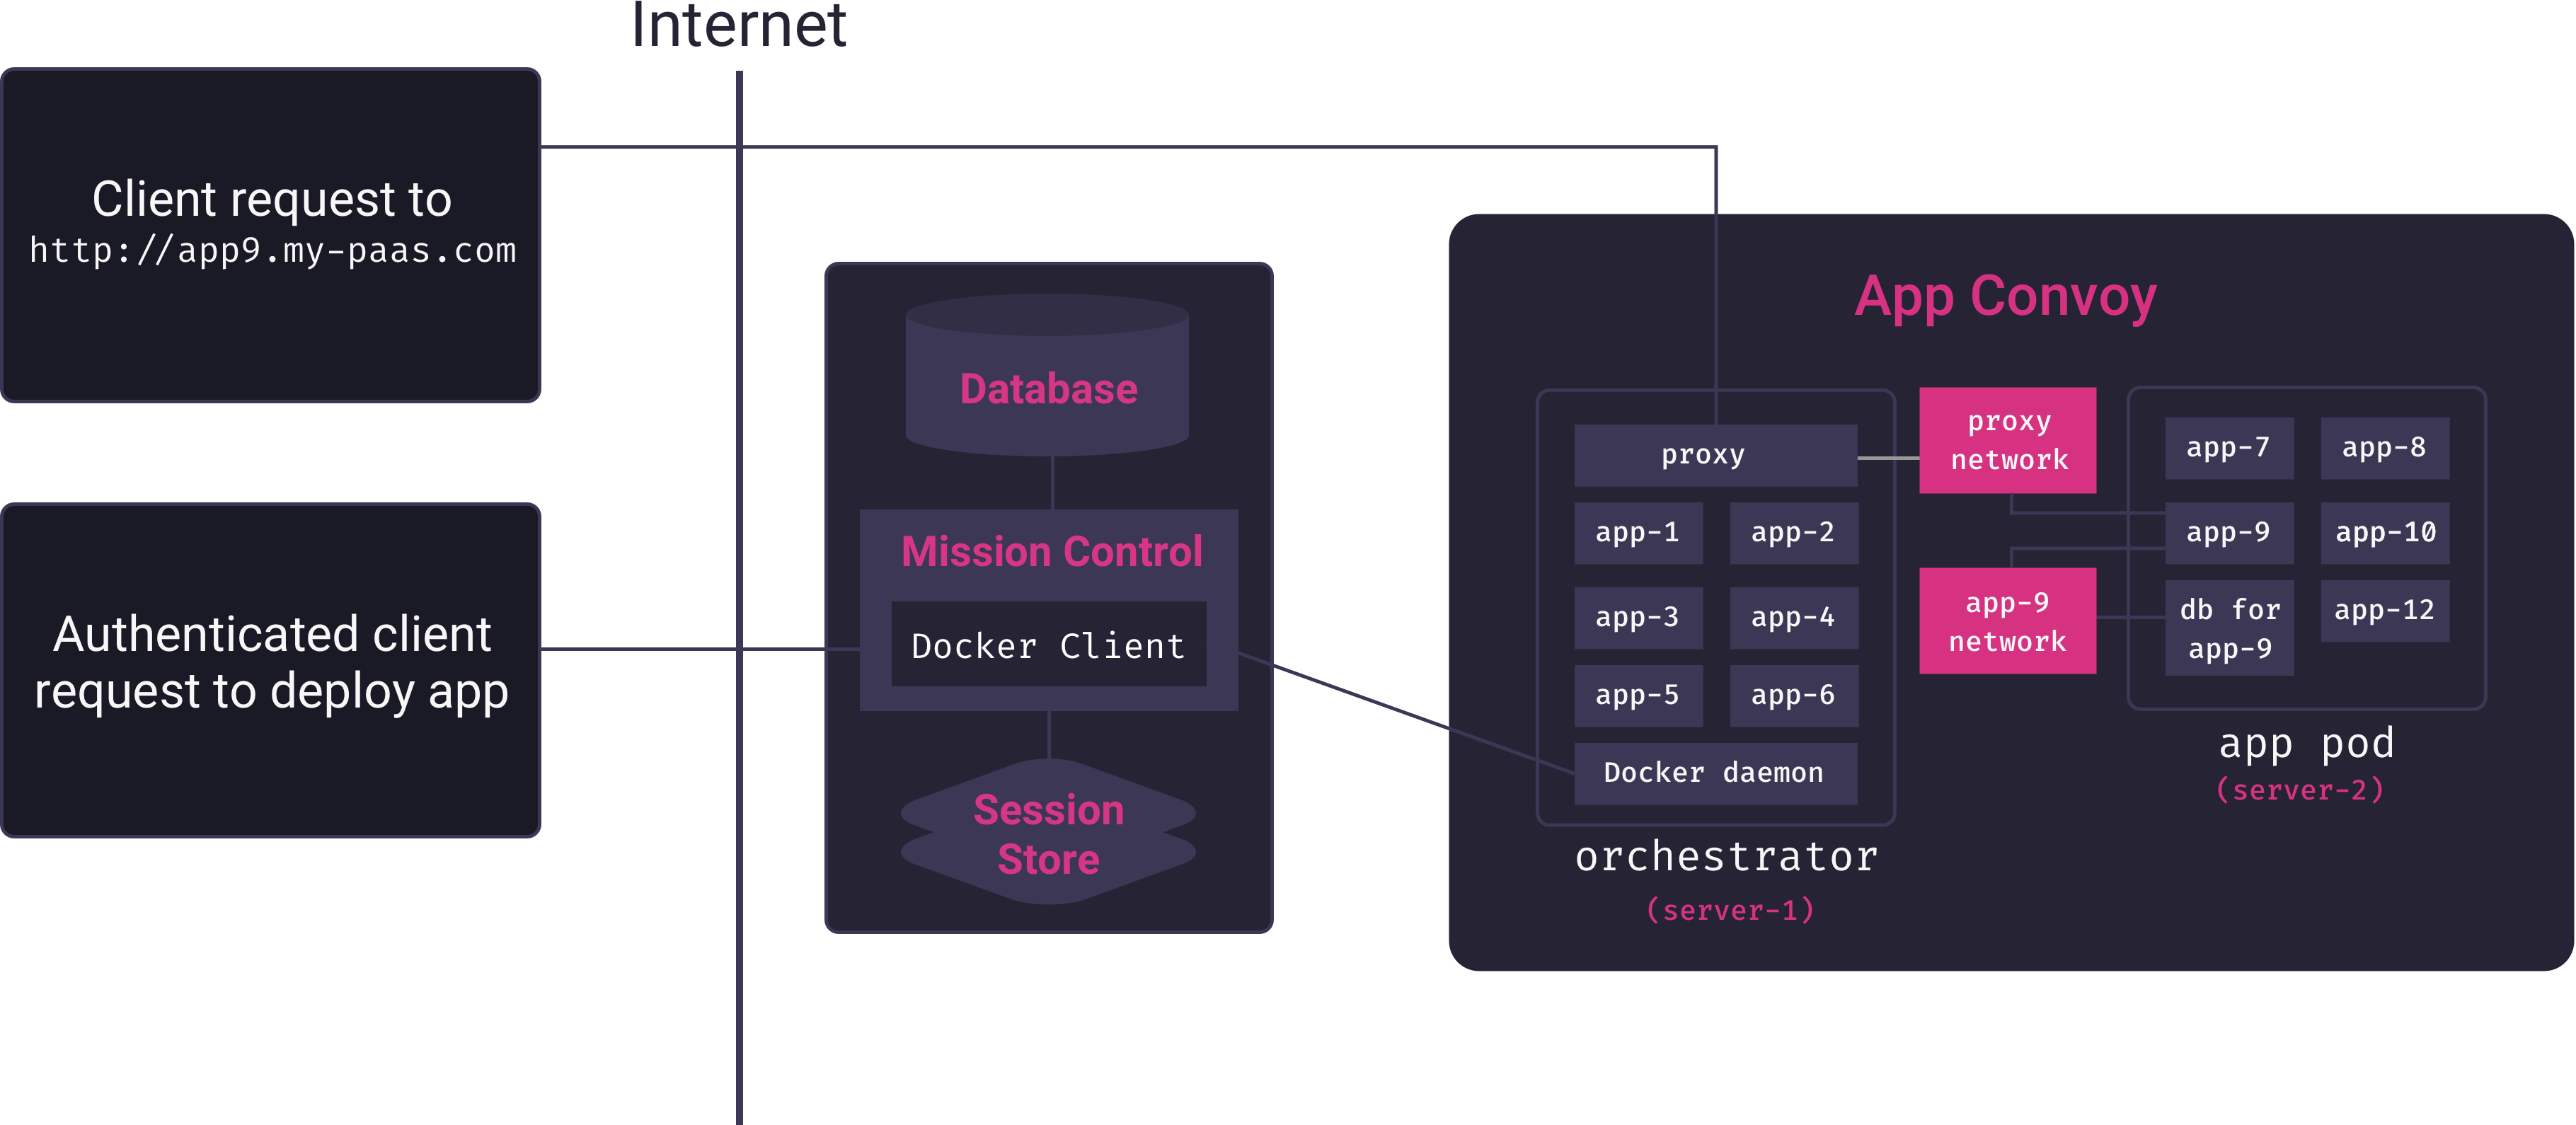 Internet
Client request to
http://app9.my-paas.com
Authenticated client
request to deploy app
Database
Mission Control
Docker Client
Session
Store
App Convoy
proxy
app-1
app-2
app-3
app-4
app-5
app-6
Docker daemon
orchestrator
(server-1)
proxy
network
app-9
network
app-7
app-8
app-9
app-10
db for
app-9
app-12
app pod
(server-2)